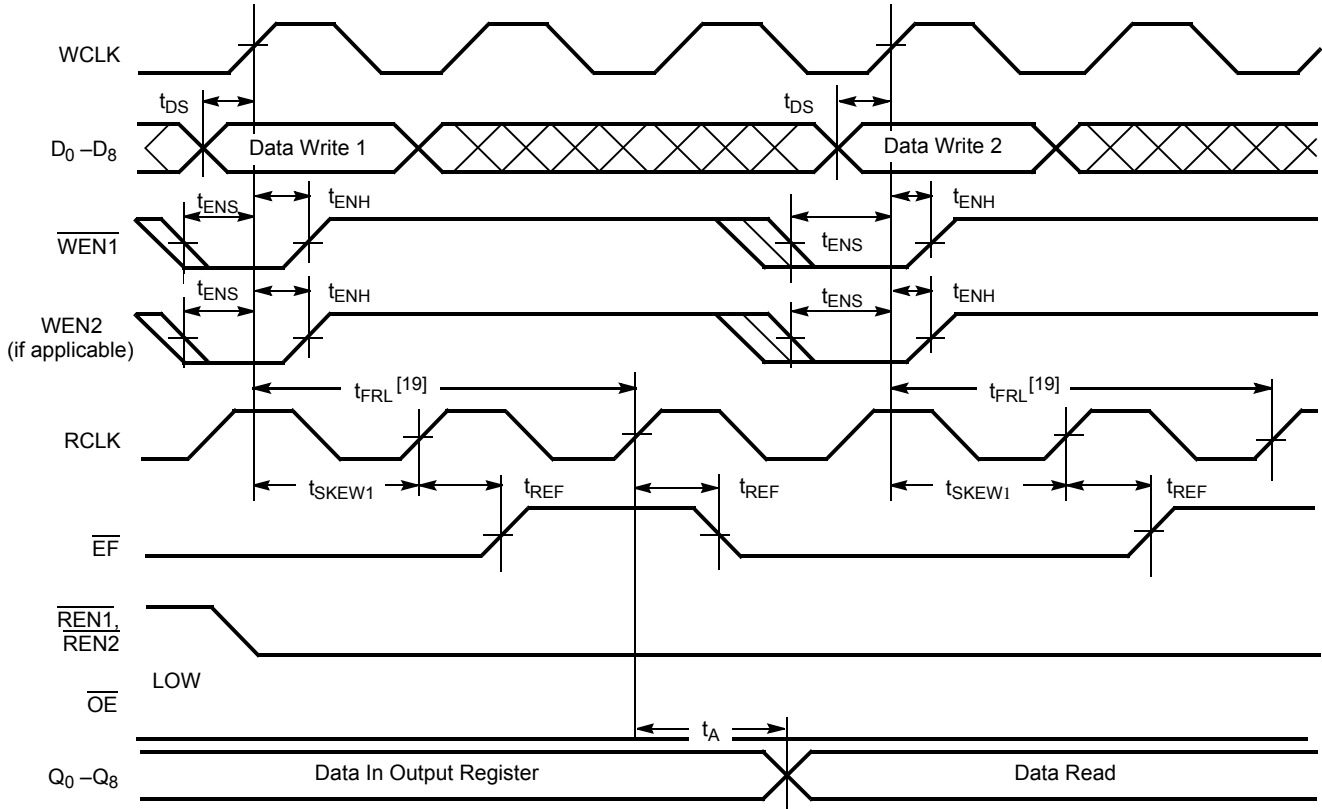 WCLK
tDS tDS
D0 –D8 Data Write 1 Data Write 2
tENS tENH tENH
WEN1 tENS
tENS tENH tENS tENH
WEN2
(if applicable)
tFRL [19] tFRL [19]
RCLK
tSKEW1 tREF tREF tSKEW1 tREF
EF
REN1,
REN2
LOW
OE
tA
Q0 –Q8 Data In Output Register Data Read